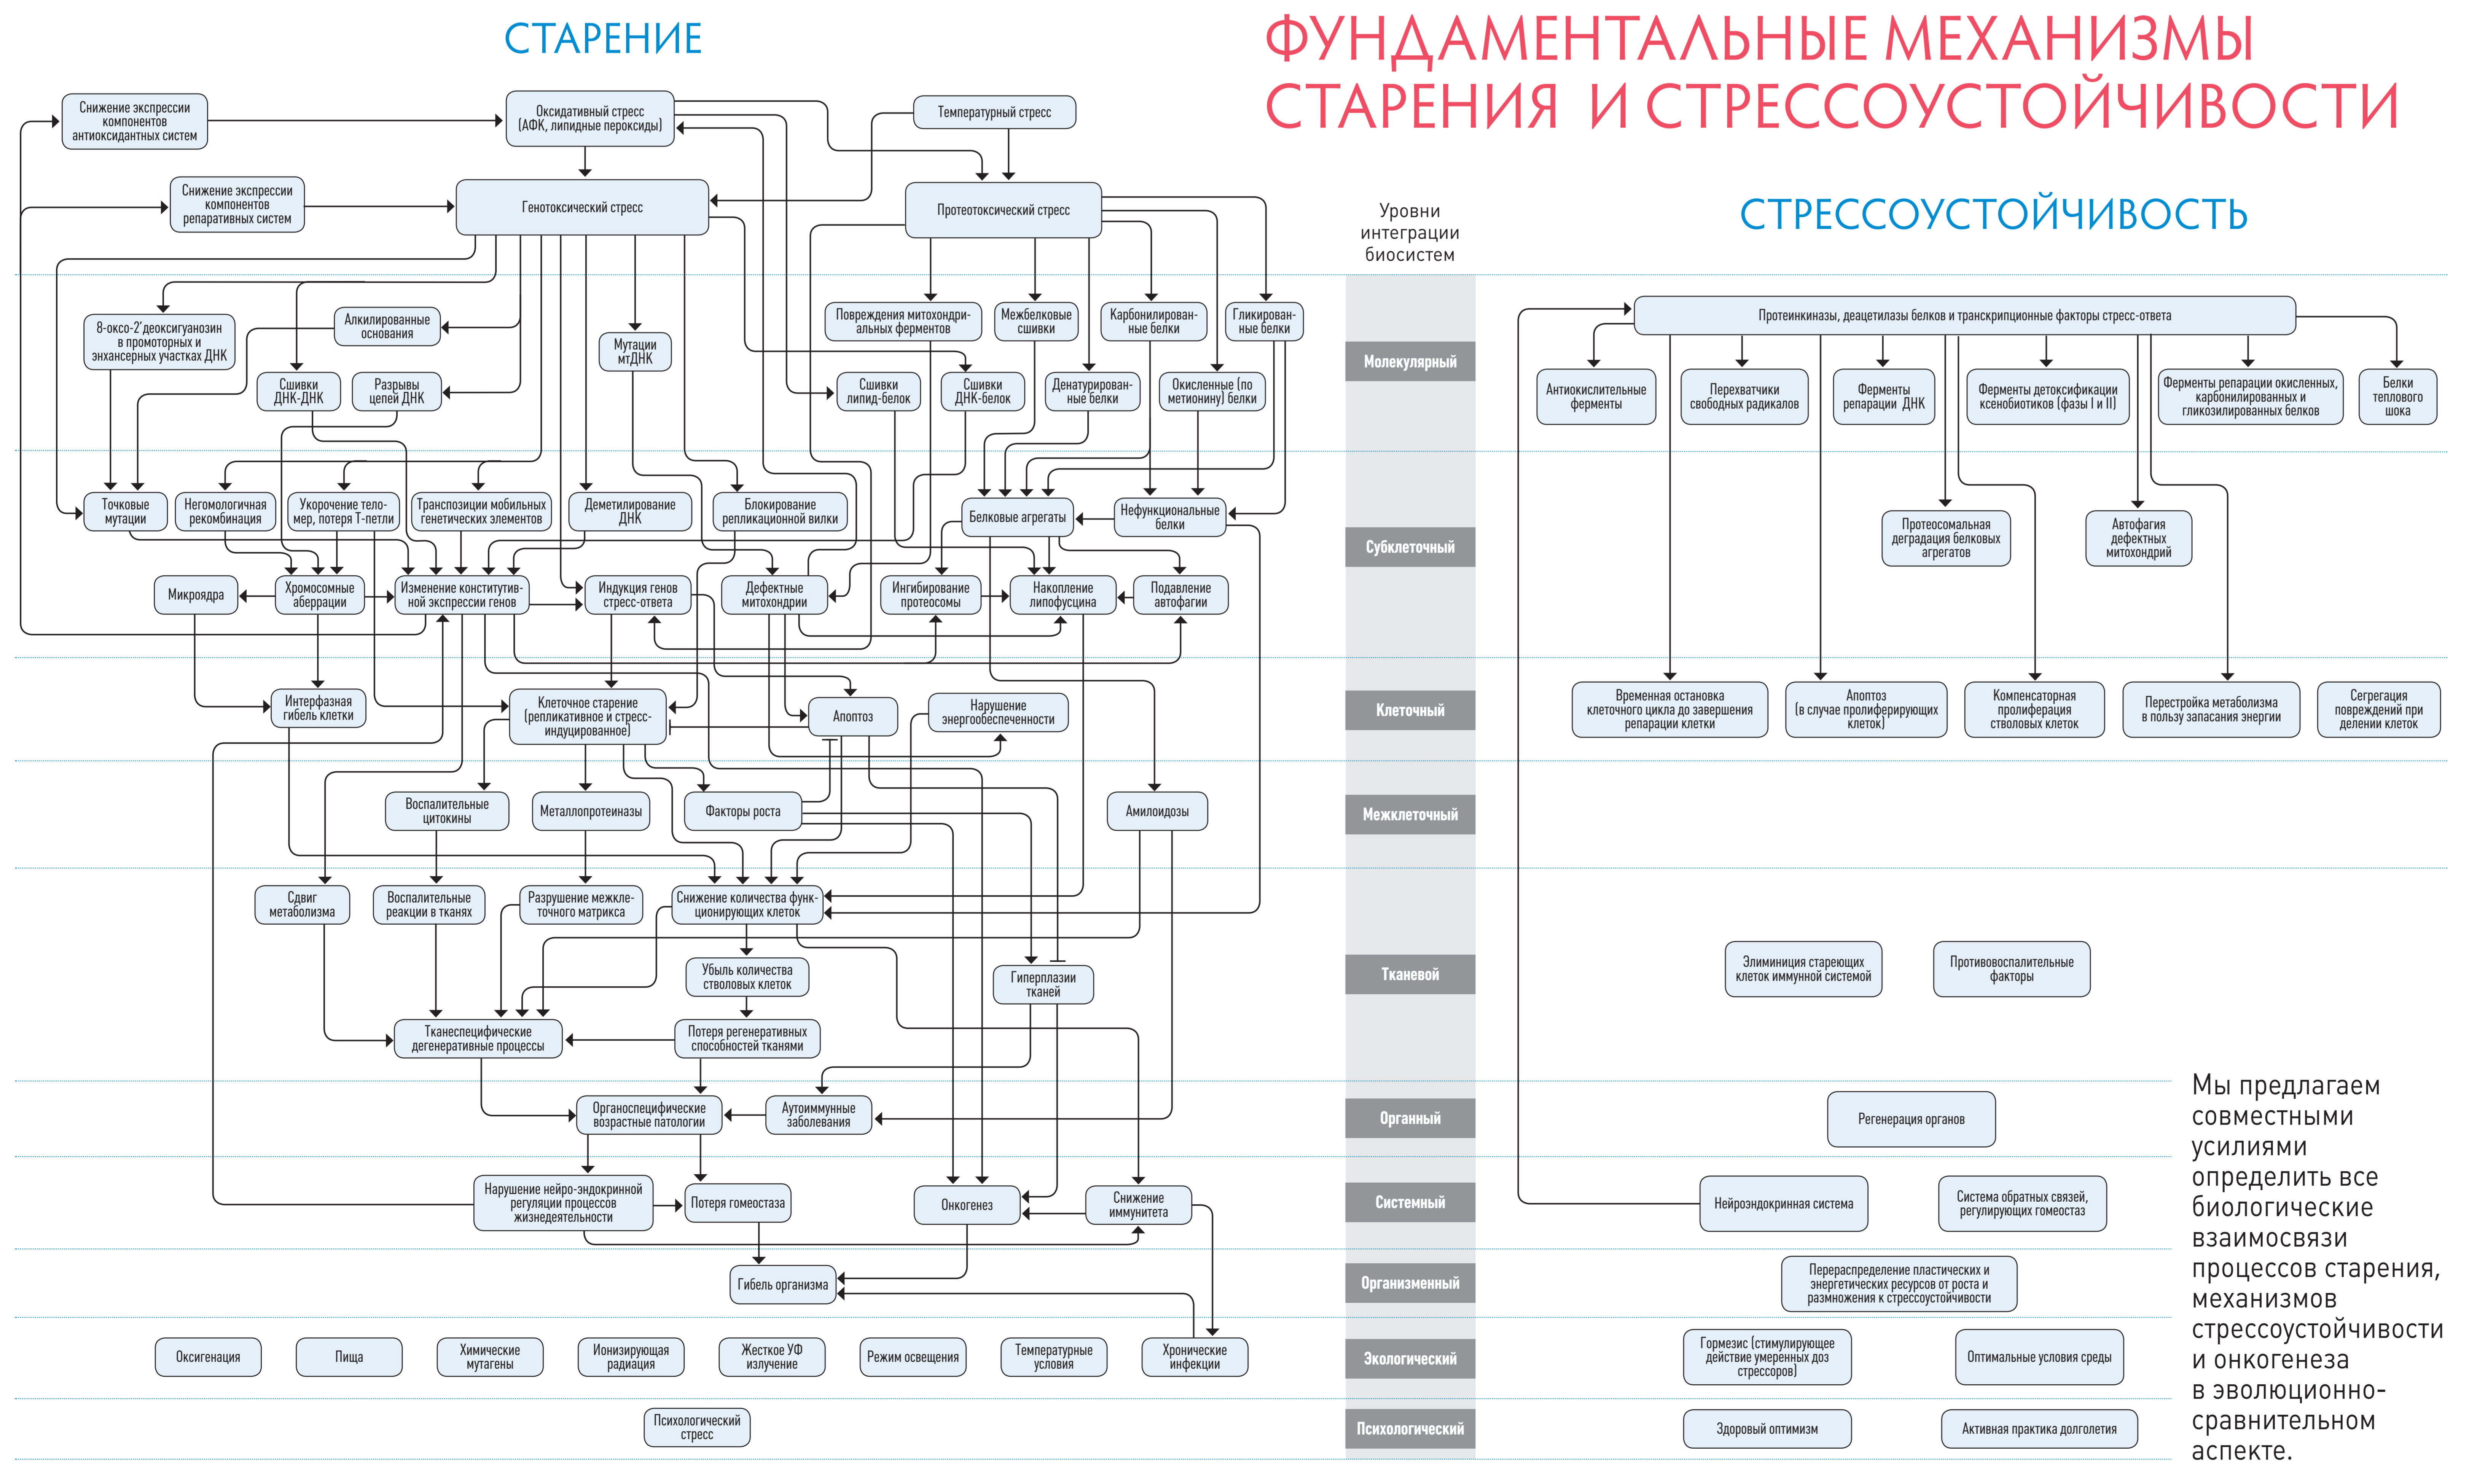 СТАРЕНИЕ
ФУНДАМЕНТАЛЬНЫЕ МЕХАНИЗМЫ
СТАРЕНИЯ И СТРЕССОУСТОЙЧИВОСТИ
Снижение экспрессии
компонентов
антиоксидантных систем
Оксидативный стресс
(АФК, липидные пероксиды)
Температурный стресс
Снижение экспрессии
компонентов
репаративных систем
Генотоксический стресс
Протеотоксический стресс
Уровни
интеграции
биосистем
СТРЕССОУСТОЙЧИВОСТЬ
8-оксо-2'деоксигуанозин
в промоторных и
энхансерных участках ДНК
Алкилированные
основания
Мутации
мтДНК
Повреждения митохондри-
альных ферментов
Межбелковые
сшивки
Карбонилирован-
ные белки
Гликирован-
ные белки
Сшивки
ДНК-ДНК
Разрывы
цепей ДНК
Сшивки
липид-белок
Сшивки
ДНК-белок
Денатурирован-
ные белки
Окисленные (по
метионину) белки
Молекулярный
Протеинкиназы, деацетилазы белков и транскрипционные факторы стресс-ответа
Антиокислительные
ферменты
Перехватчики
свободных радикалов
Ферменты
репарации ДНК
Ферменты детоксификации
ксенобиотиков (фазы I и II)
Ферменты репарации окисленных,
карбонилированных и
гликозилированных белков
Белки
теплового
шока
Точковые
мутации
Негомологичная
рекомбинация
Укорочение тело-
мер, потеря Т-петли
Транспозиции мобильных
генетических элементов
Деметилирование
ДНК
Блокирование
репликационной вилки
Белковые агрегаты
Нефункциональные
белки
Субклеточный
Протеосомальная
деградация белковых
агрегатов
Автофагия
дефектных
митохондрий
Микроядра
Хромосомные
аберрации
Изменение конститутив-
ной экспрессии генов
Индукция генов
стресс-ответа
Дефектные
митохондрии
Ингибирование
протеосомы
Накопление
липофусцина
Подавление
автофагии
Интерфазная
гибель клетки
Клеточное старение
(репликативное и стресс-
индуцированное)
Апоптоз
Нарушение
энергообеспеченности
Клеточный
Временная остановка
клеточного цикла до завершения
репарации клетки
Апоптоз
(в случае пролиферирующих
клеток)
Компенсаторная
пролиферация
стволовых клеток
Перестройка метаболизма
в пользу запасания энергии
Сегрегация
повреждений при
делении клеток
Воспалительные
цитокины
Металлопротеиназы
Факторы роста
Амилоидозы
Межклеточный
Сдвиг
метаболизма
Воспалительные
реакции в тканях
Разрушение межкле-
точного матрикса
Снижение количества функ-
ционирующих клеток
Убыль количества
стволовых клеток
Гиперплазии
тканей
Тканевой
Элиминиция стареющих
клеток иммунной системой
Противовоспалительные
факторы
Тканеспецифические
дегенеративные процессы
Потеря регенеративных
способностей тканями
Органоспецифические
возрастные патологии
Аутоиммунные
заболевания
Органный
Регенерация органов
Нарушение нейро-эндокринной
регуляции процессов
жизнедеятельности
Потеря гомеостаза
Онкогенез
Снижение
иммунитета
Системный
Нейроэндокринная система
Система обратных связей,
регулирующих гомеостаз
Гибель организма
Организменный
Перераспределение пластических и
энергетических ресурсов от роста и
размножения к стрессоустойчивости
Оксигенация
Пища
Химические
мутагены
Ионизирующая
радиация
Жесткое УФ
излучение
Режим освещения
Температурные
условия
Хронические
инфекции
Экологический
Гормезис (стимулирующее
действие умеренных доз
стрессоров)
Оптимальные условия среды
Психологический
стресс
Психологический
Здоровый оптимизм
Активная практика долголетия
Мы предлагаем
совместными
усилиями
определить все
биологические
взаимосвязи
процессов старения,
механизмов
стрессоустойчивости
и онкогенеза
в эволюционно-
сравнительном
аспекте.